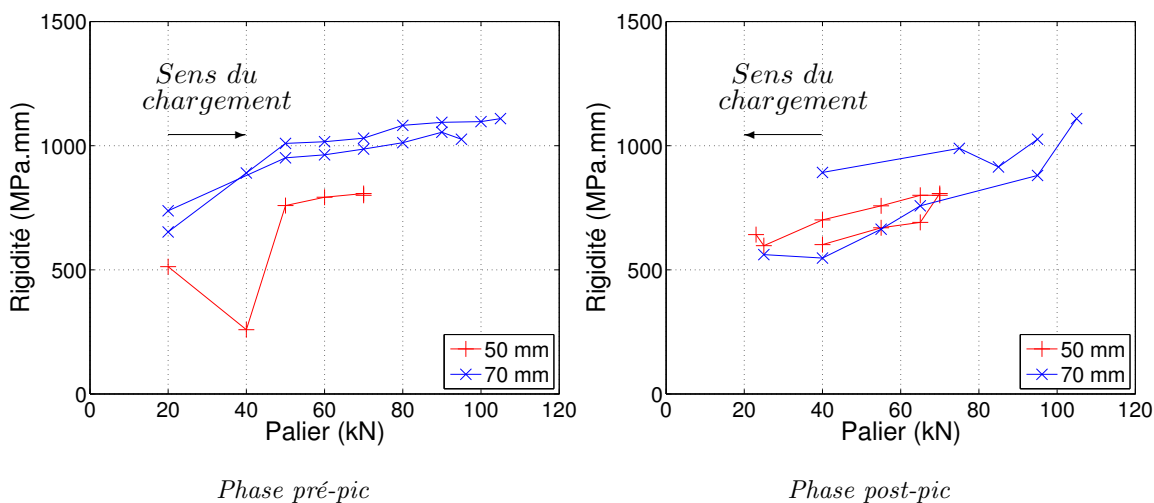 1500
1000
500
0
0
20
40
60
80
100
120
Rigidité (MPa.mm)
Palier (kN)
Sens du
chargement
50 mm
70 mm
Phase pré-pic
1500
1000
500
0
0
20
40
60
80
100
120
Rigidité (MPa.mm)
Palier (kN)
Sens du
chargement
50 mm
70 mm
Phase post-pic